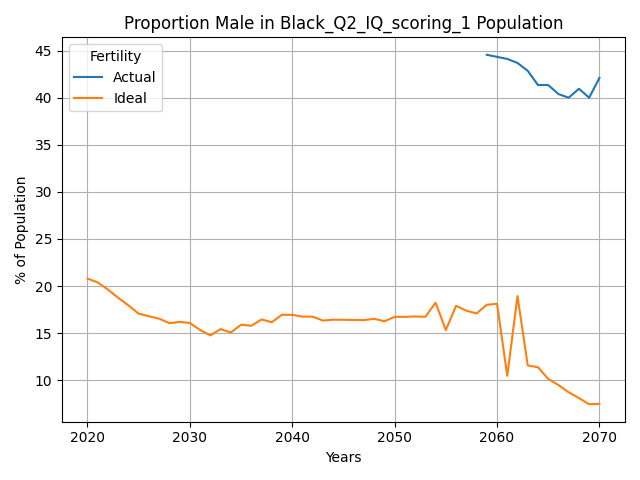 Proportion Male in Black_Q2_IQ_scoring_1 Population
Fertility
Actual
Ideal
% of Population
45
40
35
30
25
20
15
10
2020
2030
2040
2050
2060
2070
Years